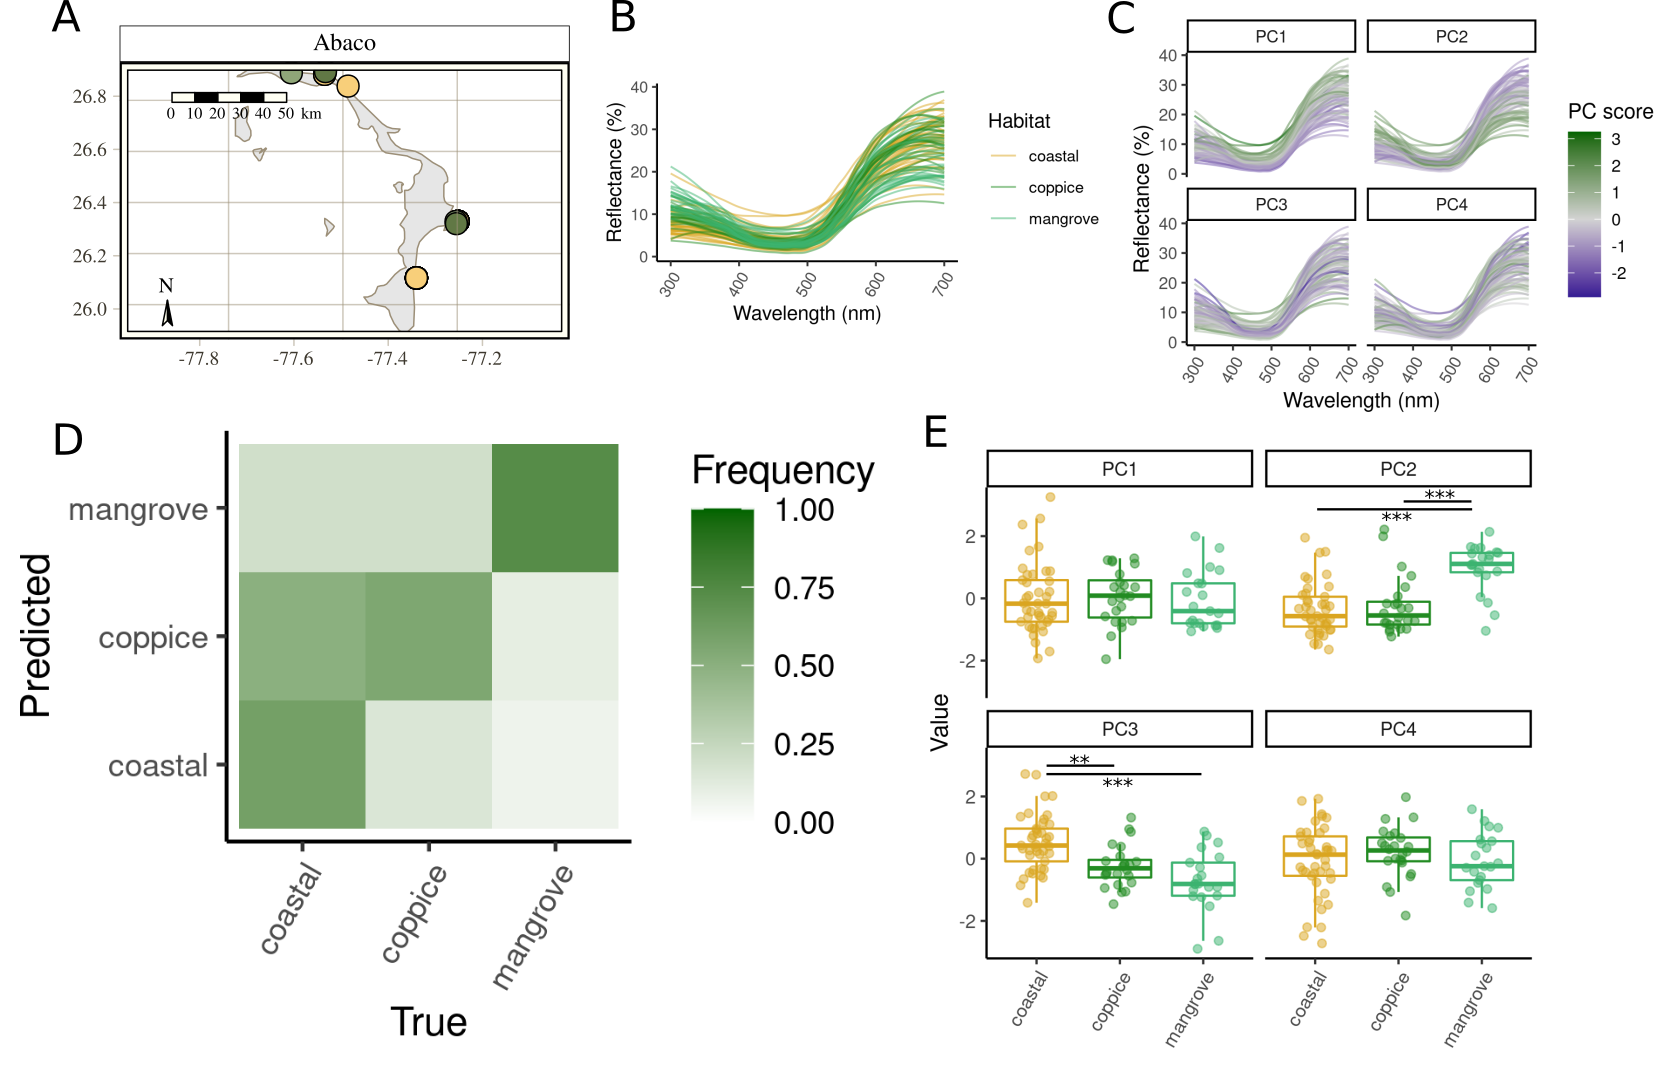 A
Abaco
26.8
26.6
26.4
26.2
26.0
0 10 20 30 40 50 km
N
-77.8 -77.6 -77.4 -77.2
B
Reflectance (%)
40
30
20
10
0
300 400 500 600 700
Wavelength (nm)
Habitat
coastal
coppice
mangrove
C
PC1 PC2
40
30
20
10
0
PC3 PC4
40
30
20
10
0
Reflectance (%)
300 400 500 600 700 300 400 500 600 700
Wavelength (nm)
PC score
3
2
1
0
-1
-2
D
Predicted
mangrove
coppice
coastal
coastal coppice mangrove
True
Frequency
1.00
0.75
0.50
0.25
0.00
E
PC1 PC2
***
***
2
0
-2
Value
PC3 PC4
**
***
2
0
-2
coastal coppice mangrove coastal coppice mangrove